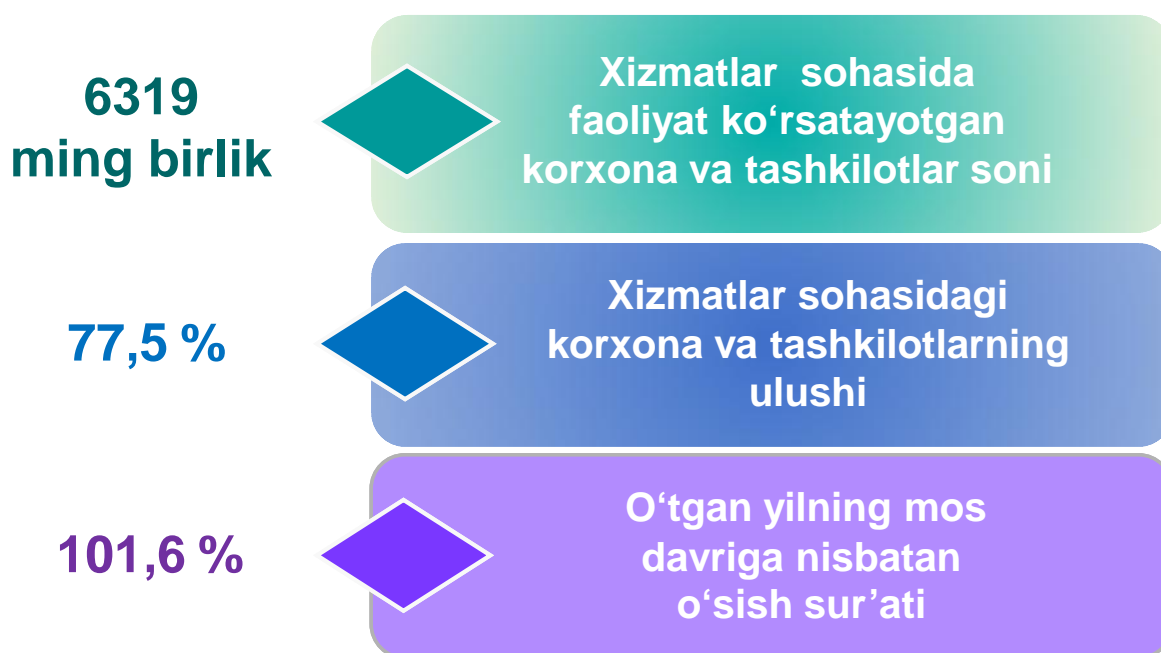 6319
ming birlik
Xizmatlar sohasida
faoliyat ko‘rsatayotgan
korxona va tashkilotlar soni
77,5 %
Xizmatlar sohasidagi
korxona va tashkilotlarning
ulushi
101,6 %
O‘tgan yilning mos
davriga nisbatan
o‘sish sur’ati